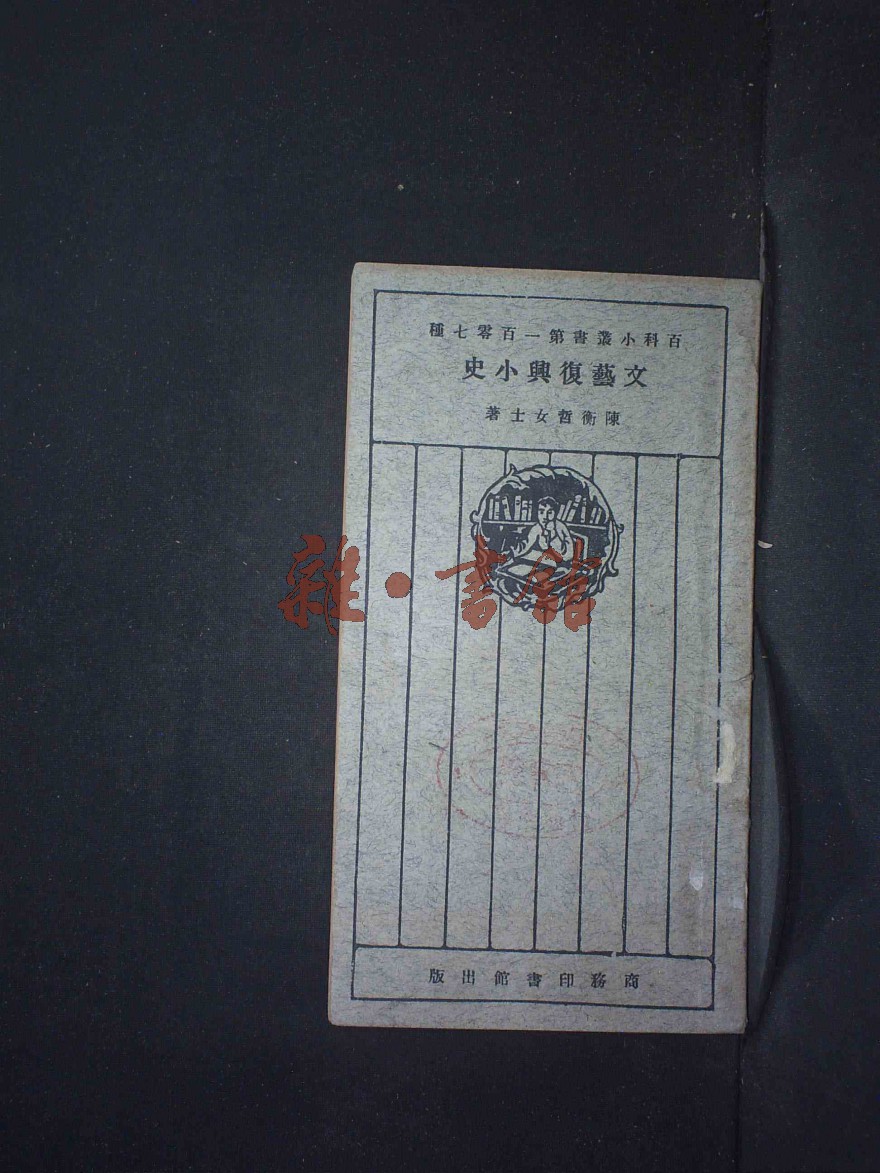 百科小叢書第一百零七種
文藝復興小史
陳衡哲女士著
雜·書館
商務印書館出版